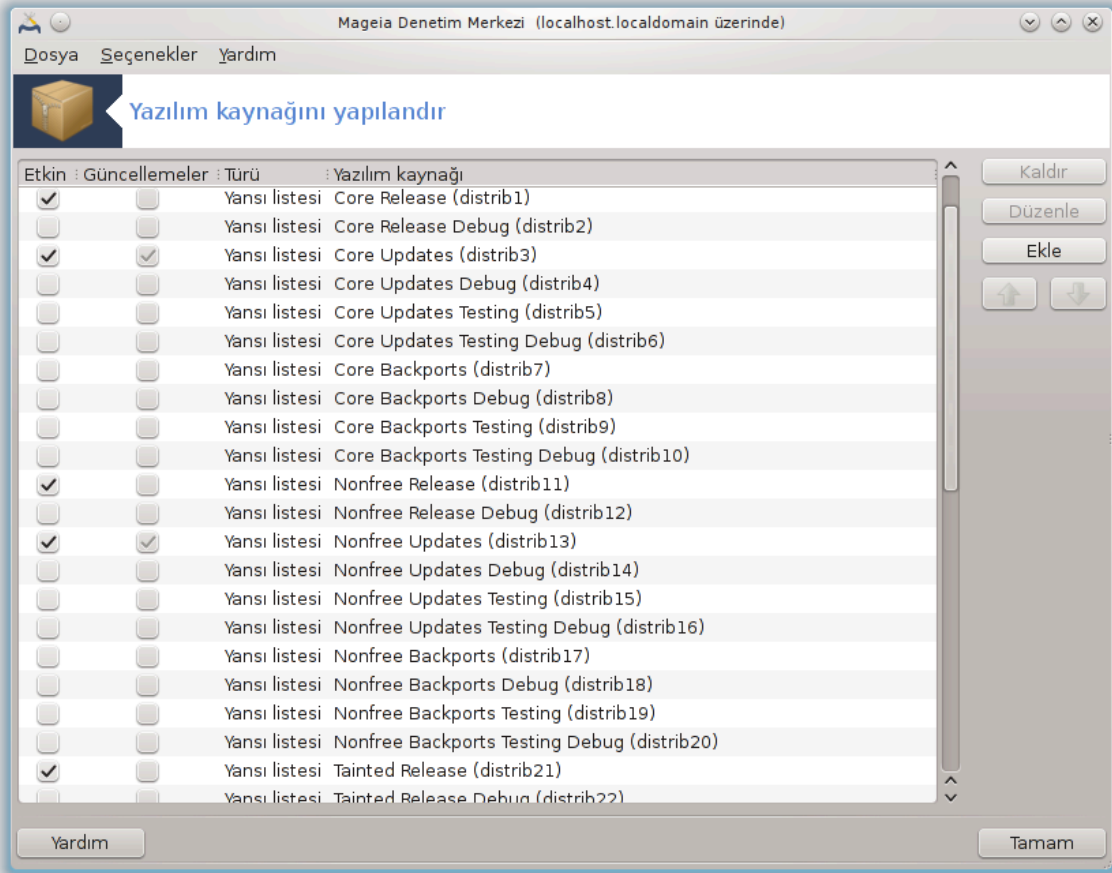 Mageia Denetim Merkezi (localhost.localdomain üzerinde)
Dosya Seçenekler Yardım
Yazılım kaynağını yapılandır
Etkin Güncellemeler Türü Yazılım kaynağı
Yansı listesi Core Release (distrib1)
Yansı listesi Core Release Debug (distrib2)
Yansı listesi Core Updates (distrib3)
Yansı listesi Core Updates Debug (distrib4)
Yansı listesi Core Updates Testing (distrib5)
Yansı listesi Core Updates Testing Debug (distrib6)
Yansı listesi Core Backports (distrib7)
Yansı listesi Core Backports Debug (distrib8)
Yansı listesi Core Backports Testing (distrib9)
Yansı listesi Core Backports Testing Debug (distrib10)
Yansı listesi Nonfree Release (distrib11)
Yansı listesi Nonfree Release Debug (distrib12)
Yansı listesi Nonfree Updates (distrib13)
Yansı listesi Nonfree Updates Debug (distrib14)
Yansı listesi Nonfree Updates Testing (distrib15)
Yansı listesi Nonfree Updates Testing Debug (distrib16)
Yansı listesi Nonfree Backports (distrib17)
Yansı listesi Nonfree Backports Debug (distrib18)
Yansı listesi Nonfree Backports Testing (distrib19)
Yansı listesi Nonfree Backports Testing Debug (distrib20)
Yansı listesi Tainted Release (distrib21)
Yansı listesi Tainted Release Debug (distrib22)
Kaldır
Düzenle
Ekle
Yardım
Tamam